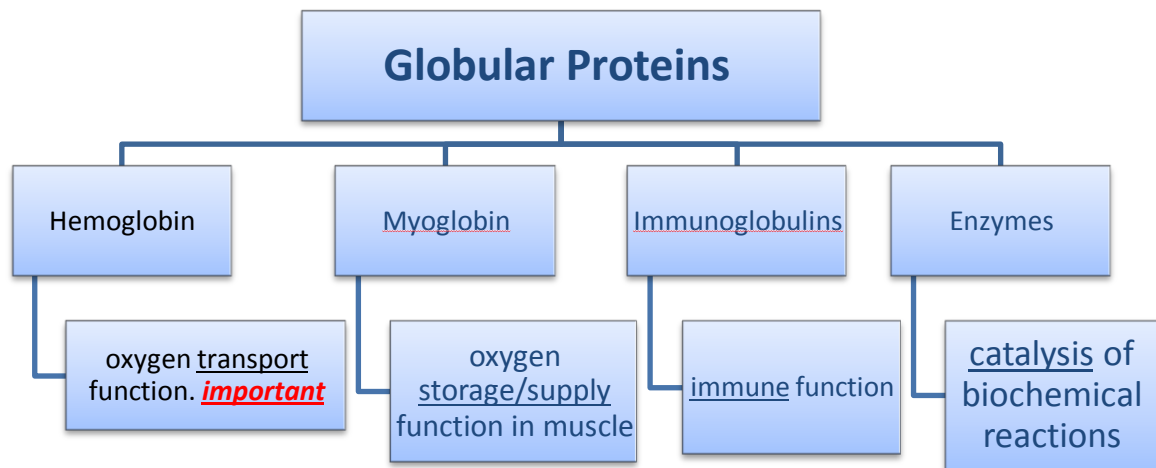 Globular Proteins
Hemoglobin
Myoglobin
Immunoglobulins
Enzymes
oxygen transport
function. important
oxygen
storage/supply
function in muscle
immune function
catalysis of
biochemical
reactions